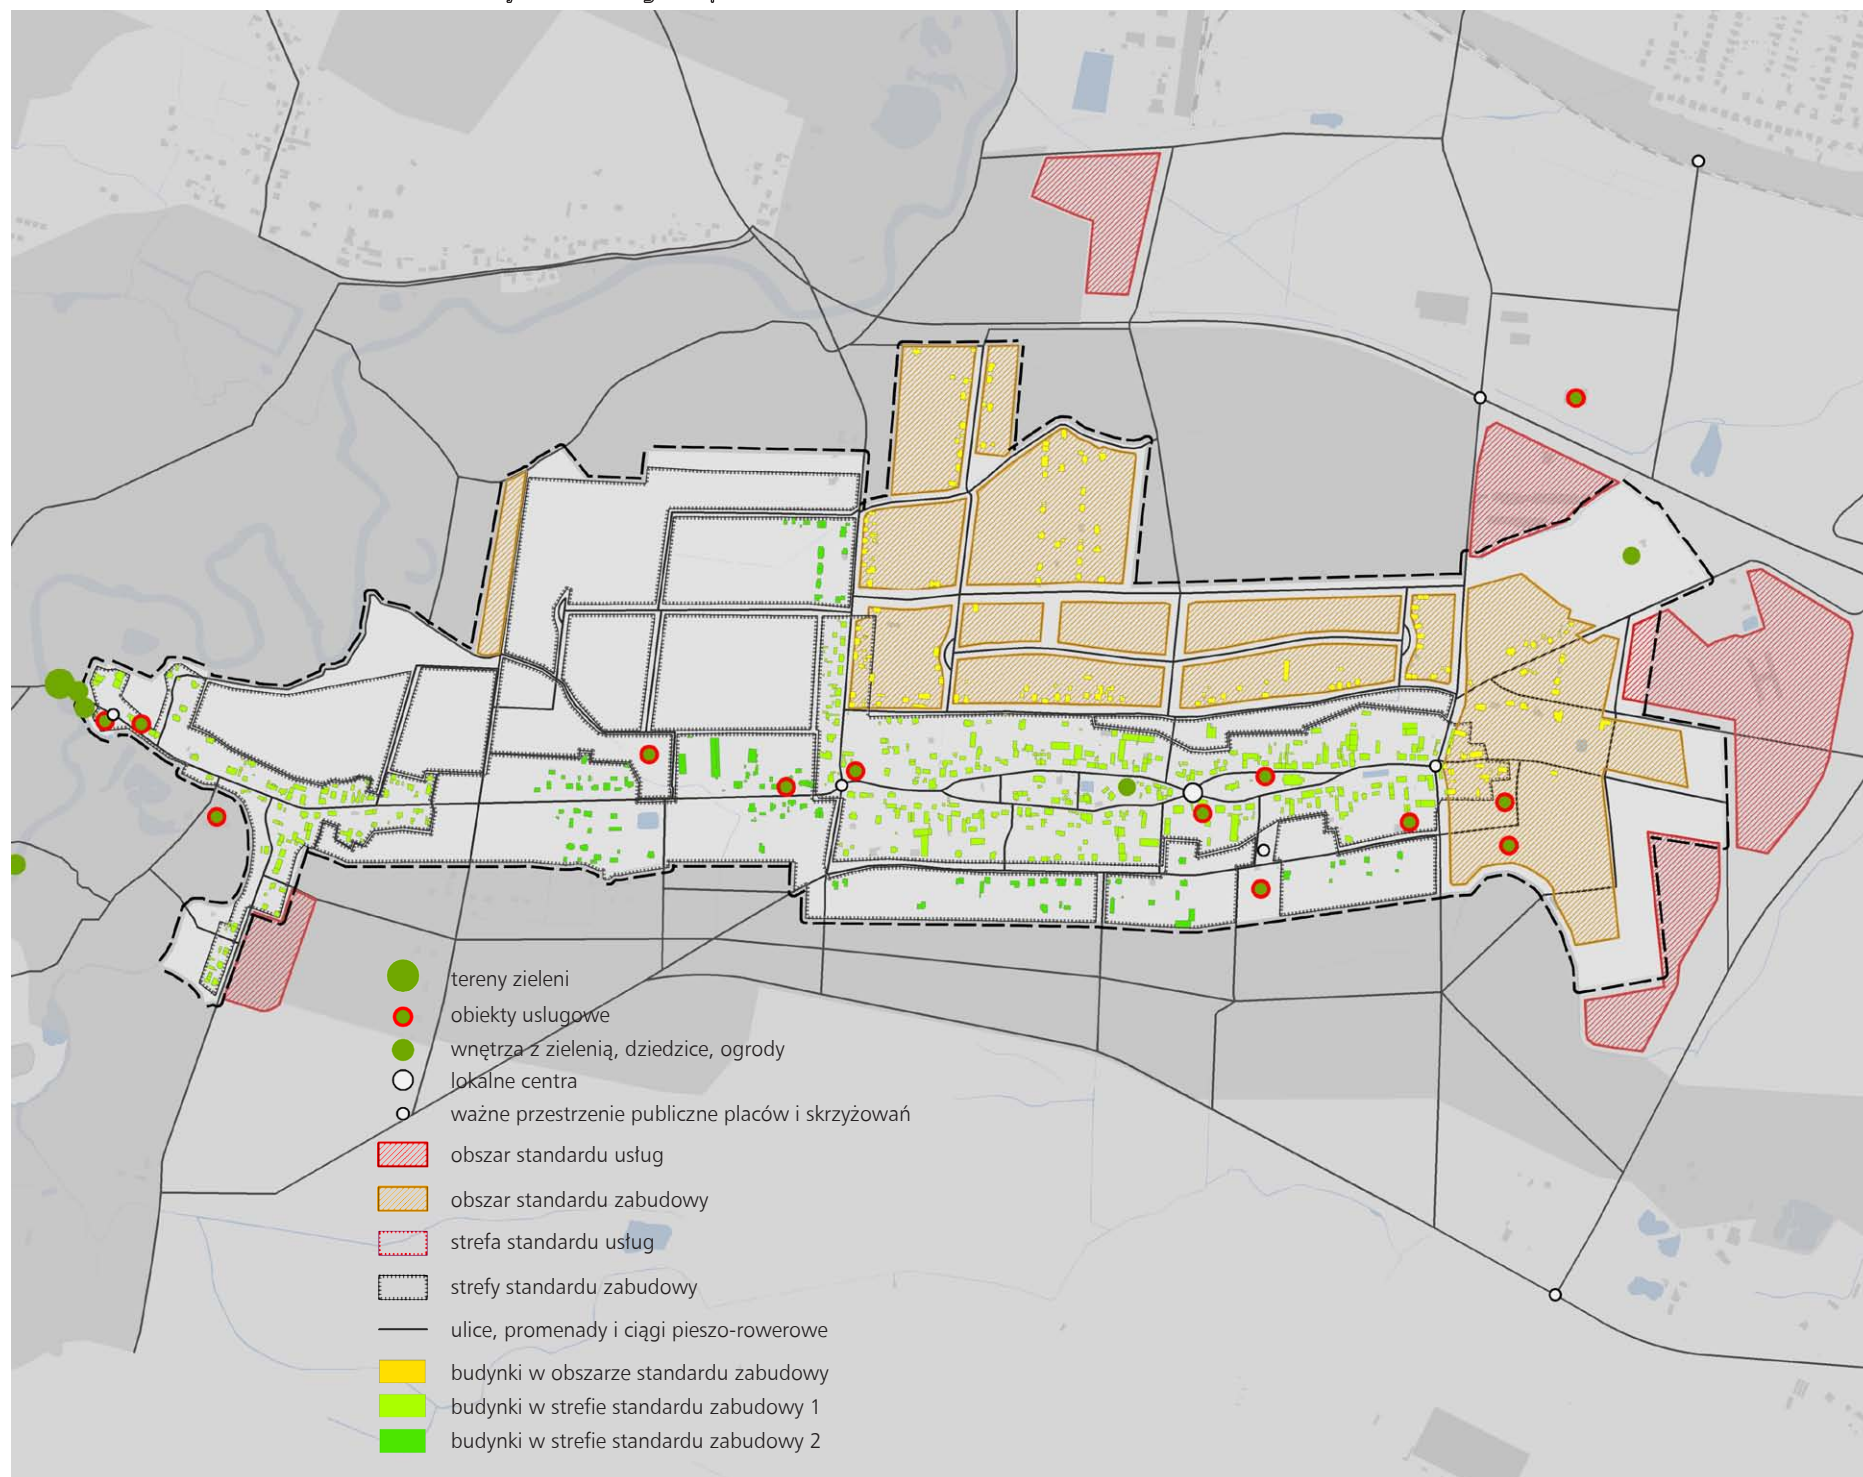 tereny zieleni
obiekty uslugowe
wnętrza z zielenią, dziedzice, ogrody
lokalne centra
ważne przestrzenie publiczne placów i skrzyżowań
obszar standardu usług
obszar standardu zabudowy
strefa standardu usług
strefy standardu zabudowy
ulice, promenady i ciągi pieszo-rowerowe
budynki w obszarze standardu zabudowy
budynki w strefie standardu zabudowy 1
budynki w strefie standardu zabudowy 2